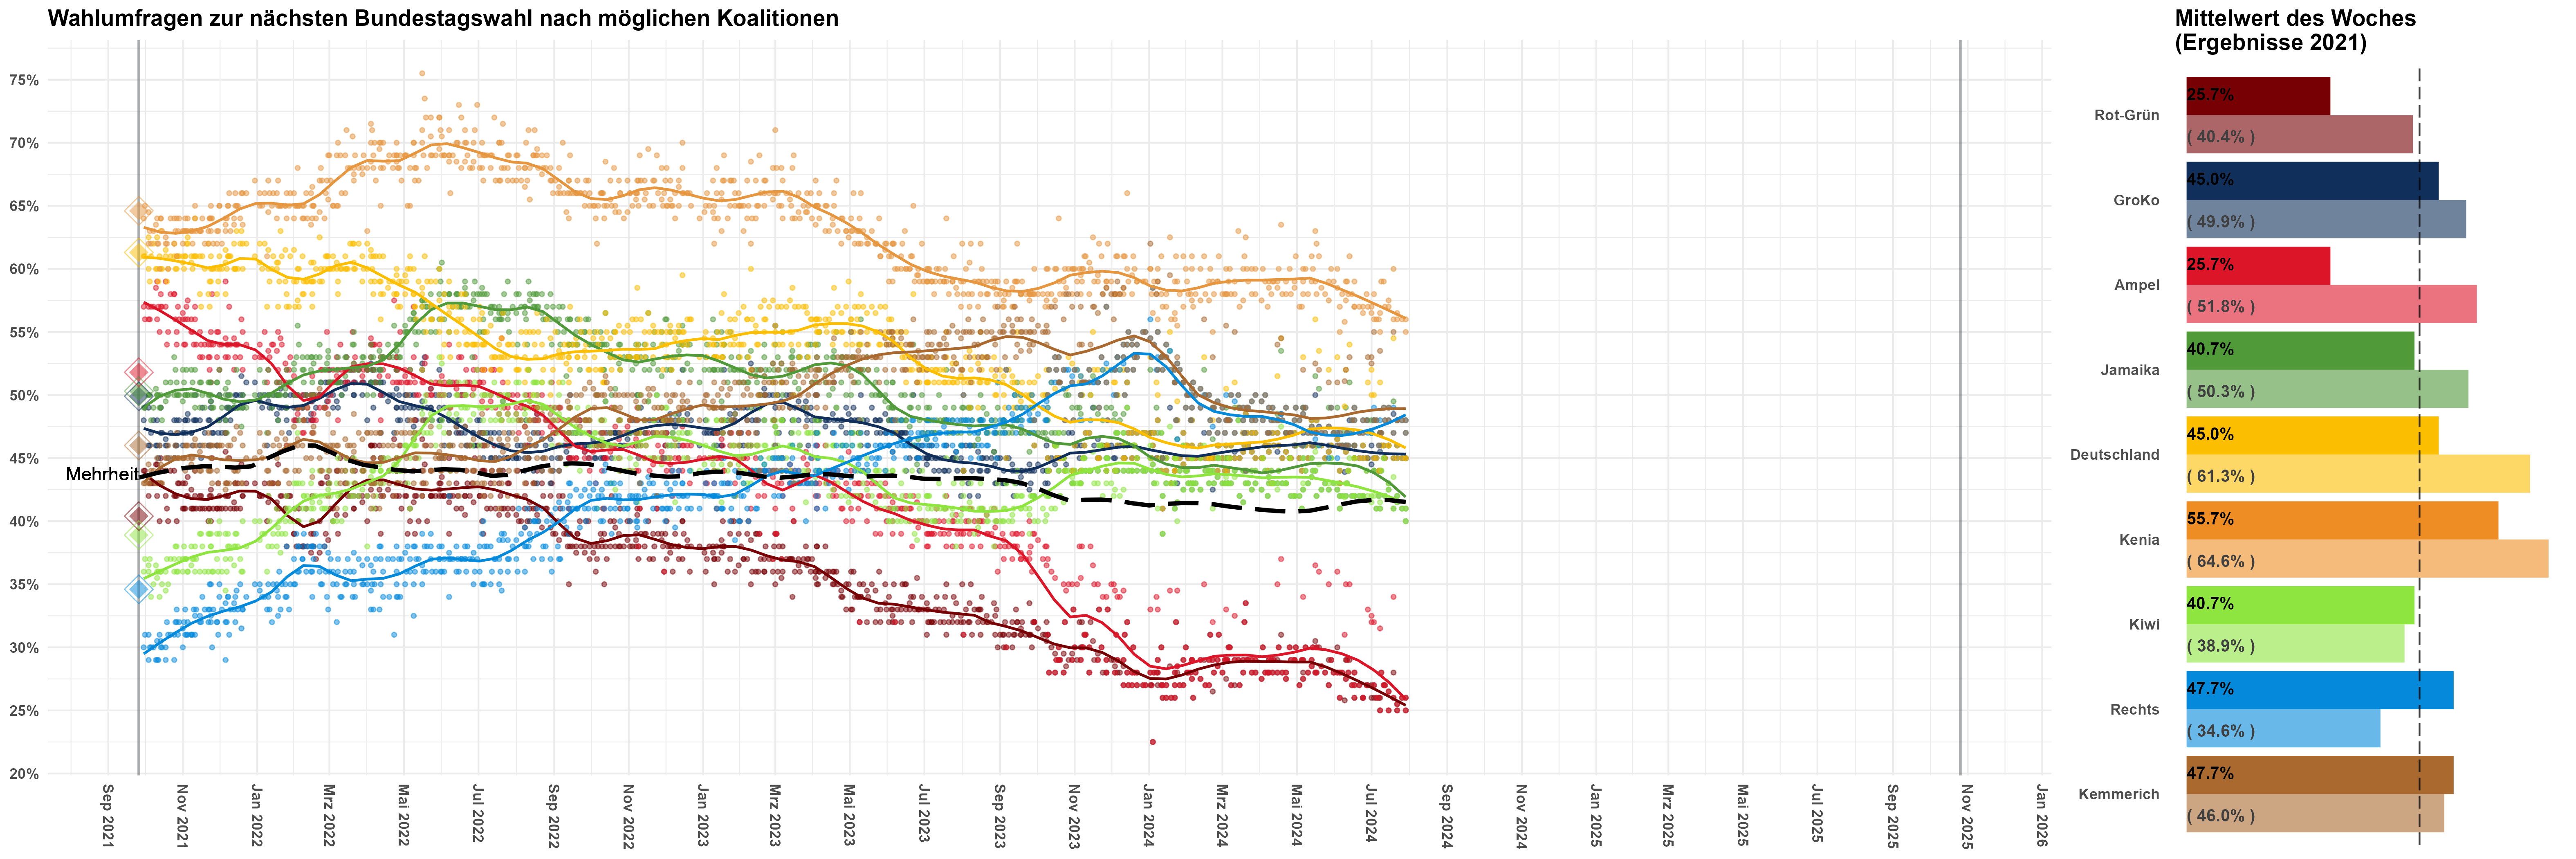 Wahlumfragen zur nächsten Bundestagswahl nach möglichen Koalitionen
75%
70%
65%
60%
55%
50%
45%
40%
35%
30%
25%
20%
Mehrheit
Sep 2021
Nov 2021
Jan 2022
Mrz 2022
Mai 2022
Jul 2022
Sep 2022
Nov 2022
Jan 2023
Mrz 2023
Mai 2023
Jul 2023
Sep 2023
Nov 2023
Jan 2024
Mrz 2024
Mai 2024
Jul 2024
Sep 2024
Nov 2024
Jan 2025
Mrz 2025
Mai 2025
Jul 2025
Sep 2025
Nov 2025
Jan 2026
Mittelwert des Woches
(Ergebnisse 2021)
Rot-Grün
25.7%
( 40.4% )
GroKo
45.0%
( 49.9% )
Ampel
25.7%
( 51.8% )
Jamaika
40.7%
( 50.3% )
Deutschland
45.0%
( 61.3% )
Kenia
55.7%
( 64.6% )
Kiwi
40.7%
( 38.9% )
Rechts
47.7%
( 34.6% )
Kemmerich
47.7%
( 46.0% )